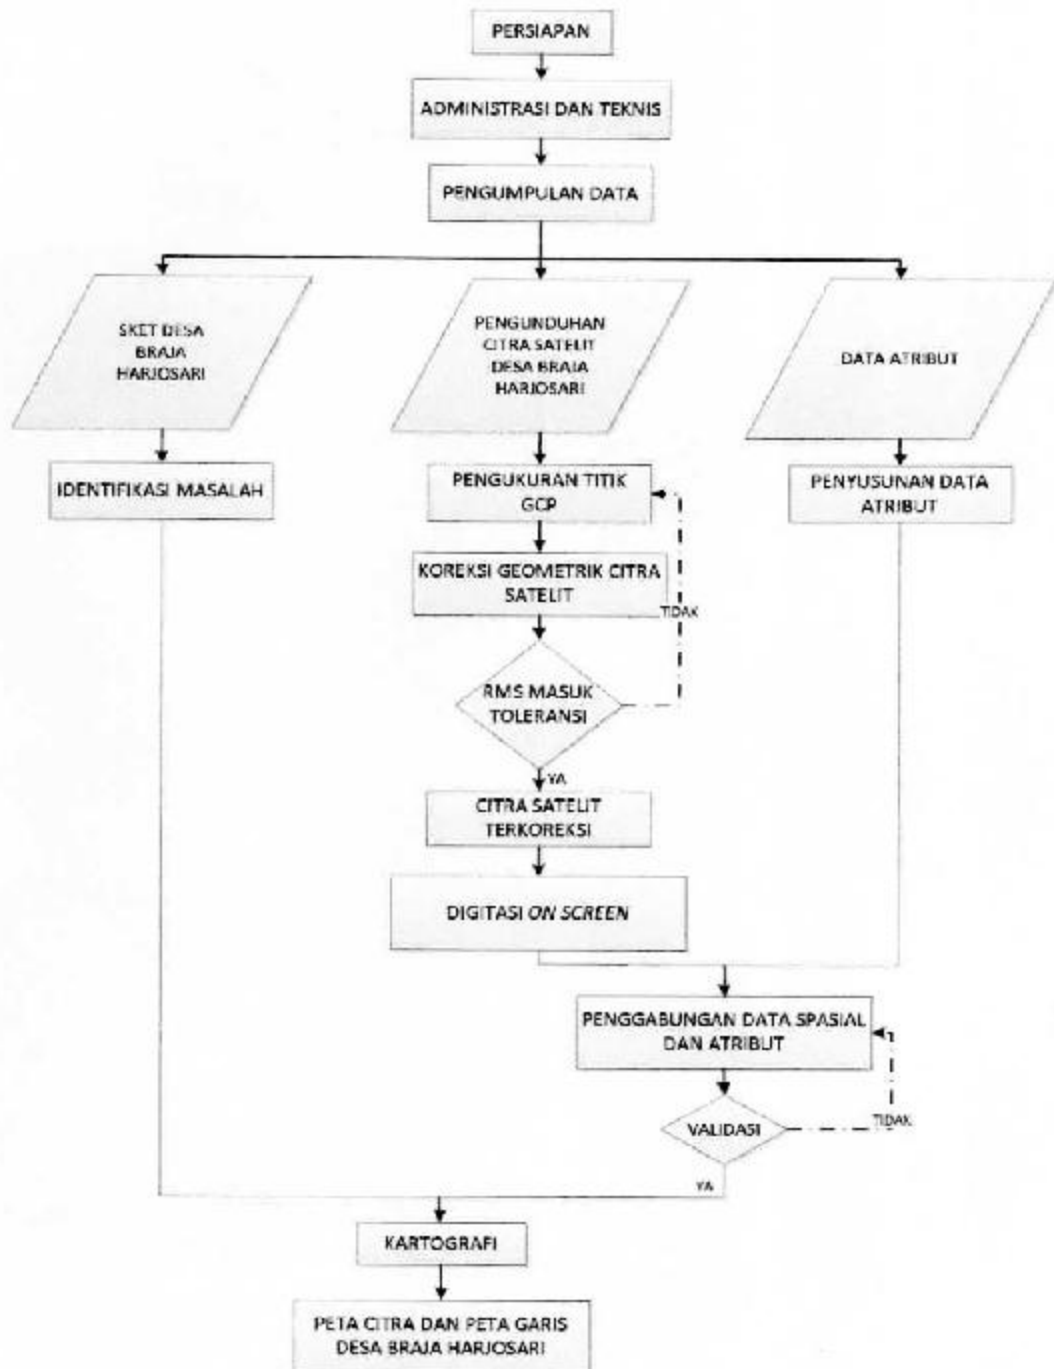 PERSIAPAN
ADMINISTRASI DAN TEKNIS
PENGUMPULAN DATA
SKET DESA
BRAJA
HARJOSARI
PENGUNDUHAN
CITRA SATELIT
DESA BRAJA
HARJOSARI
DATA ATRIBUT
IDENTIFIKASI MASALAH
PENGUKURAN TITIK
GCP
PENYUSUNAN DATA
ATRIBUT
KOREKSI GEOMETRIK CITRA
SATELIT
TIDAK
RMS MASUK
TOLERANSI
YA
CITRA SATELIT
TERKOREKSI
DIGITASI ON SCREEN
PENGGABUNGAN DATA SPASIAL
DAN ATRIBUT
VALIDASI
TIDAK
YA
KARTOGRAFI
PETA CITRA DAN PETA GARIS
DESA BRAJA HARJOSARI